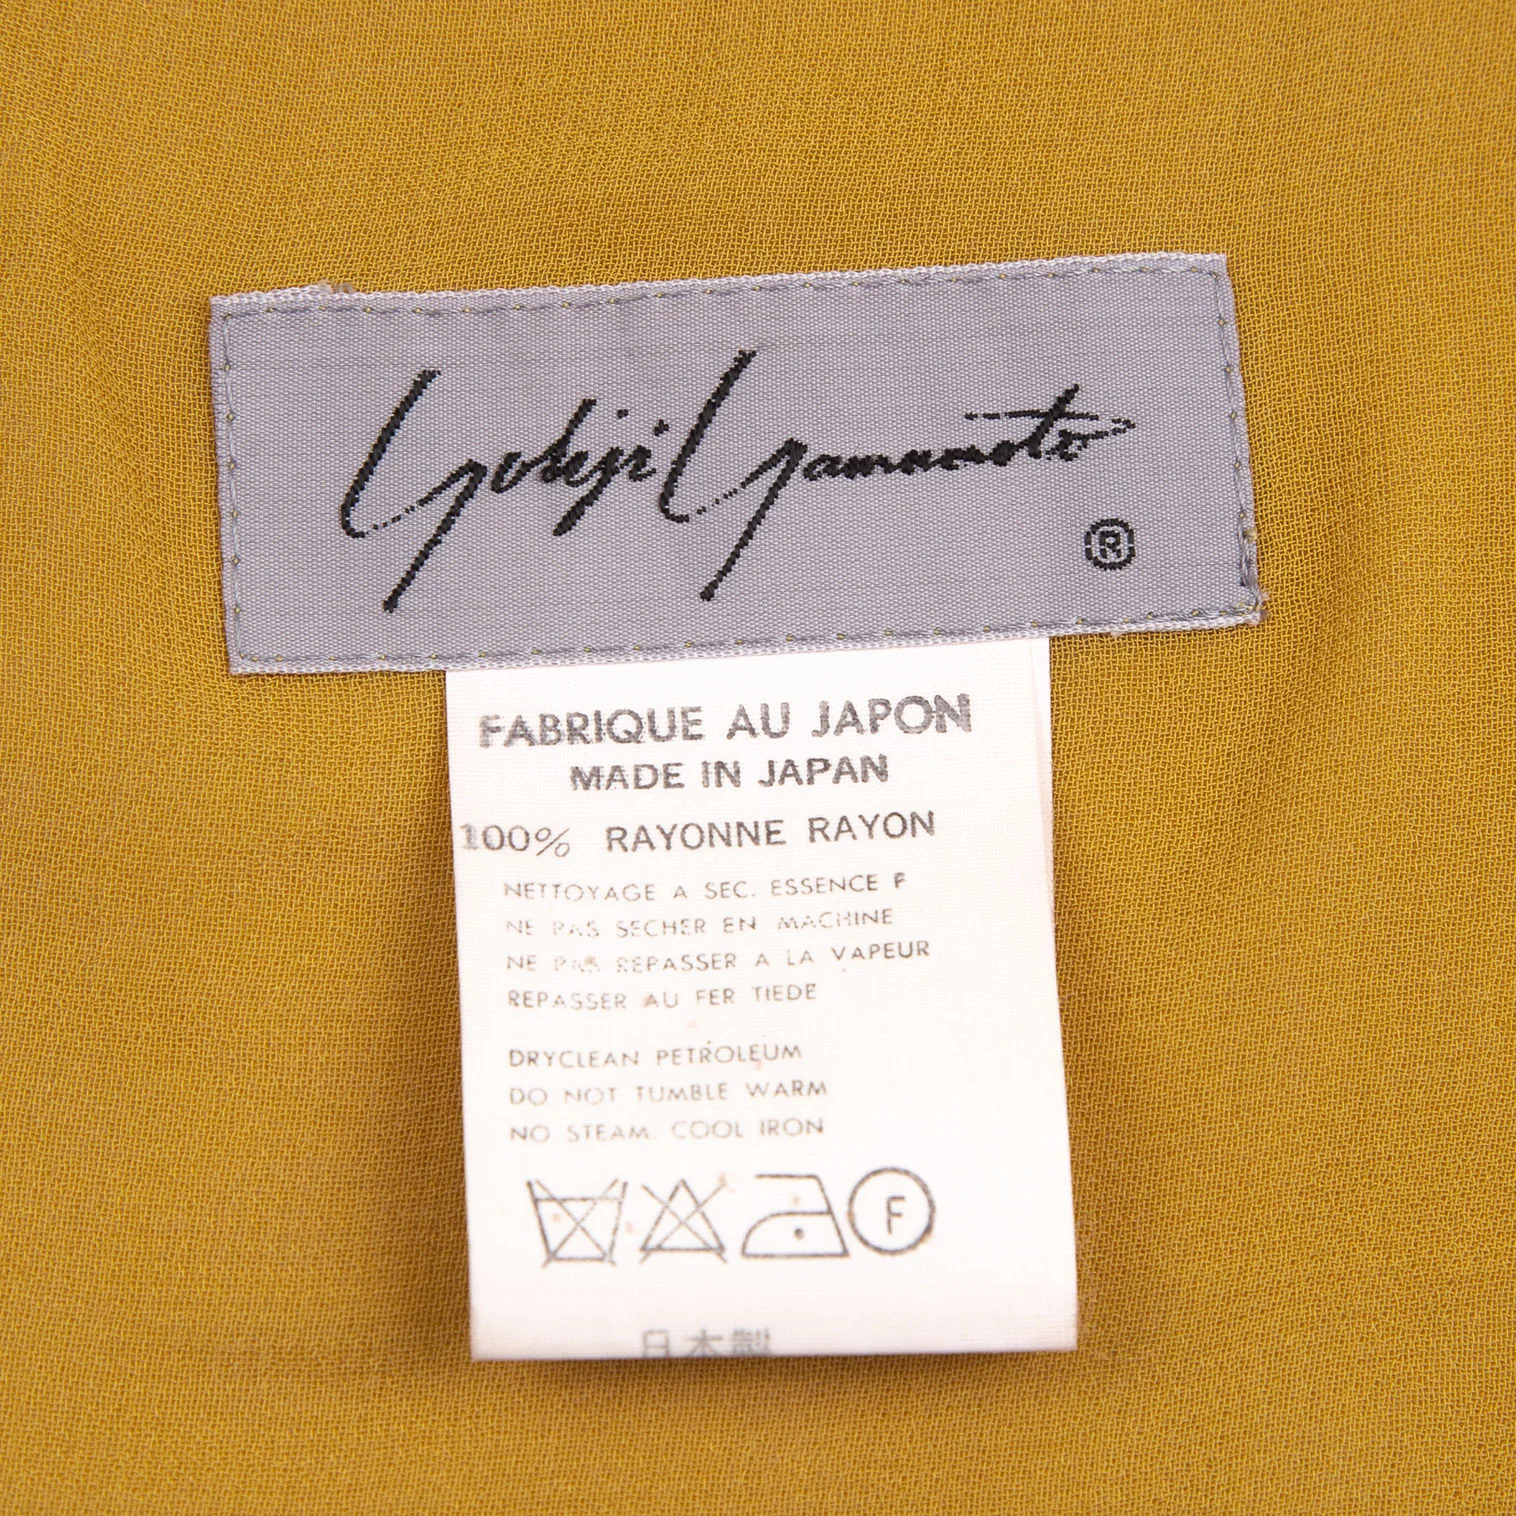 Yohji Yamamoto
®
FABRIQUE AU JAPON
MADE IN JAPAN
100% RAYONNE RAYON
NETTOYAGE A SEC. ESSENCE F
NE PAS SECHER EN MACHINE
NE PAS REPASSER A LA VAPEUR
REPASSER AU FER TIEDE
DRYCLEAN PETROLEUM
DO NOT TUMBLE WARM
NO STEAM. COOL IRON
F
日本製